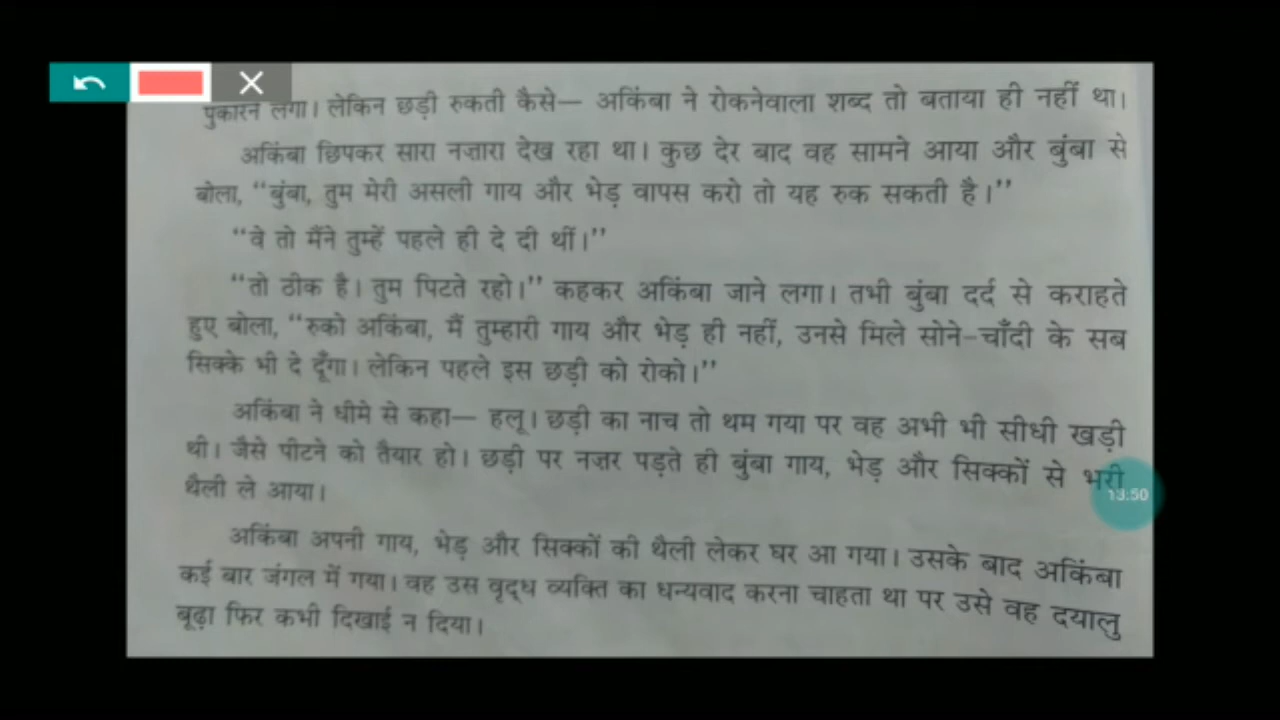 पुकारने लगा। लेकिन छड़ी रुकती कैसे— अकिंबा ने रोकनेवाला शब्द तो बताया ही नहीं था।
अकिंबा छिपकर सारा नज़ारा देख रहा था। कुछ देर बाद वह सामने आया और बुंबा से
बोला, “बुंबा, तुम मेरी असली गाय और भेड़ वापस करो तो यह रुक सकती है।”
“वे तो मैंने तुम्हें पहले ही दे दी थीं।”
“तो ठीक है। तुम पिटते रहो।” कहकर अकिंबा जाने लगा। तभी बुंबा दर्द से कराहते
हुए बोला, “रुको अकिंबा, मैं तुम्हारी गाय और भेड़ ही नहीं, उनसे मिले सोने-चाँदी के सब
सिक्के भी दे दूँगा। लेकिन पहले इस छड़ी को रोको।”
अकिंबा ने धीमे से कहा— हलू। छड़ी का नाच तो थम गया पर वह अभी भी सीधी खड़ी
थी। जैसे पीटने को तैयार हो। छड़ी पर नज़र पड़ते ही बुंबा गाय, भेड़ और सिक्कों से भरी
थैली ले आया।
13:50
अकिंबा अपनी गाय, भेड़ और सिक्कों की थैली लेकर घर आ गया। उसके बाद अकिंबा
कई बार जंगल में गया। वह उस वृद्ध व्यक्ति का धन्यवाद करना चाहता था पर उसे वह दयालु
बूढ़ा फिर कभी दिखाई न दिया।